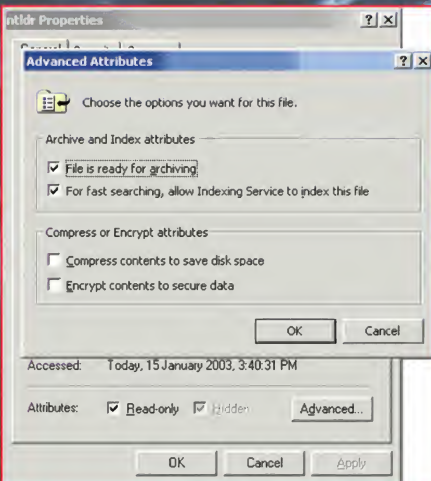 ntldr Properties
General
Advanced Attributes
Choose the options you want for this file.
Archive and Index attributes
File is ready for archiving
For fast searching, allow Indexing Service to index this file
Compress or Encrypt attributes
Compress contents to save disk space
Encrypt contents to secure data
OK Cancel
Accessed: Today, 15 January 2003, 3:40:31 PM
Attributes: Read-only Hidden Advanced...
OK Cancel Apply